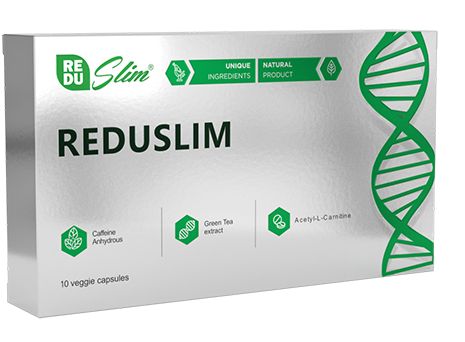 RE
DU
Slim®
UNIQUE
INGREDIENTS
NATURAL
PRODUCT
REDUSLIM
Caffeine
Anhydrous
Green Tea
extract
Acetyl-L-Carnitine
10 veggie capsules